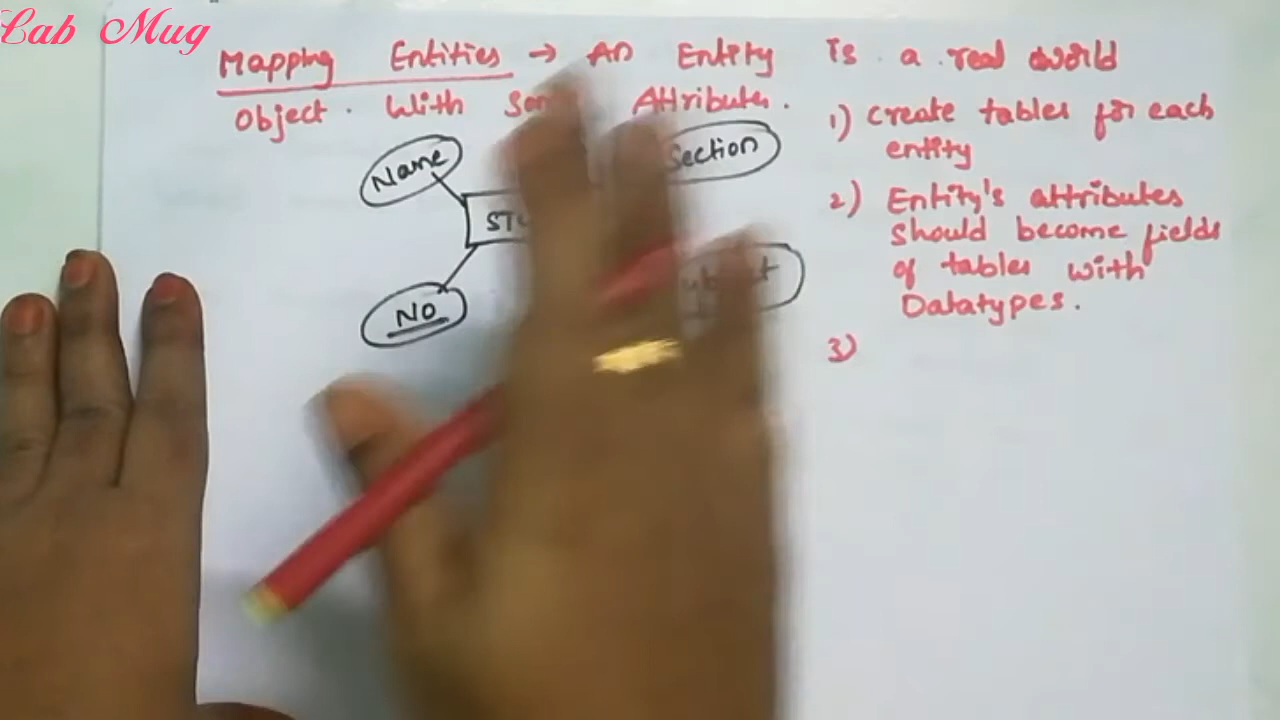 Lab Mug
Mapping Entities → An Entity is a real world
Object. With Attributes.
1) Create tables for each
entity
Name
Section
2) Entity's attributes
should become fields
of tables with
Datatypes.
NO
3)